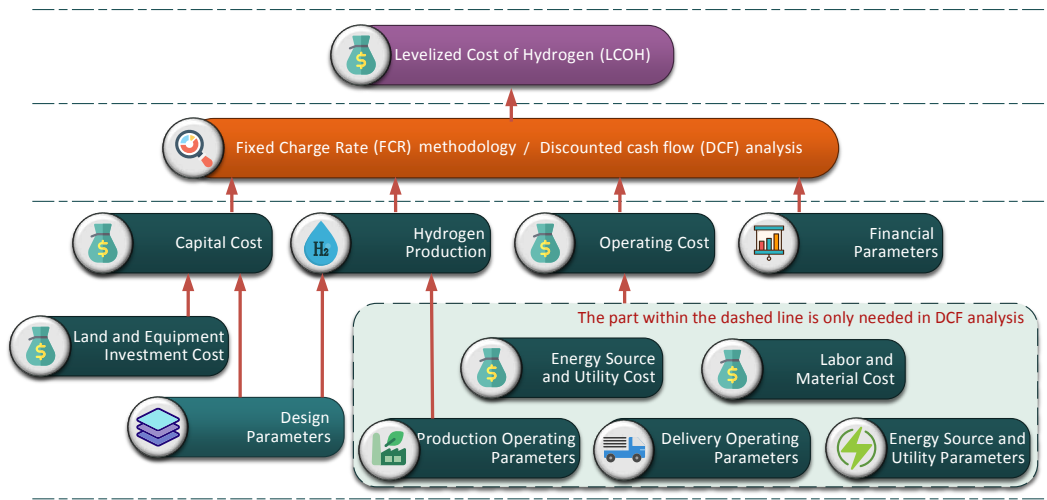 Levelized Cost of Hydrogen (LCOH)
Fixed Charge Rate (FCR) methodology / Discounted cash flow (DCF) analysis
Capital Cost
H₂
Hydrogen
Production
Operating Cost
Financial
Parameters
The part within the dashed line is only needed in DCF analysis
Land and Equipment
Investment Cost
Energy Source
and Utility Cost
Labor and
Material Cost
Design
Parameters
Production Operating
Parameters
Delivery Operating
Parameters
Energy Source and
Utility Parameters